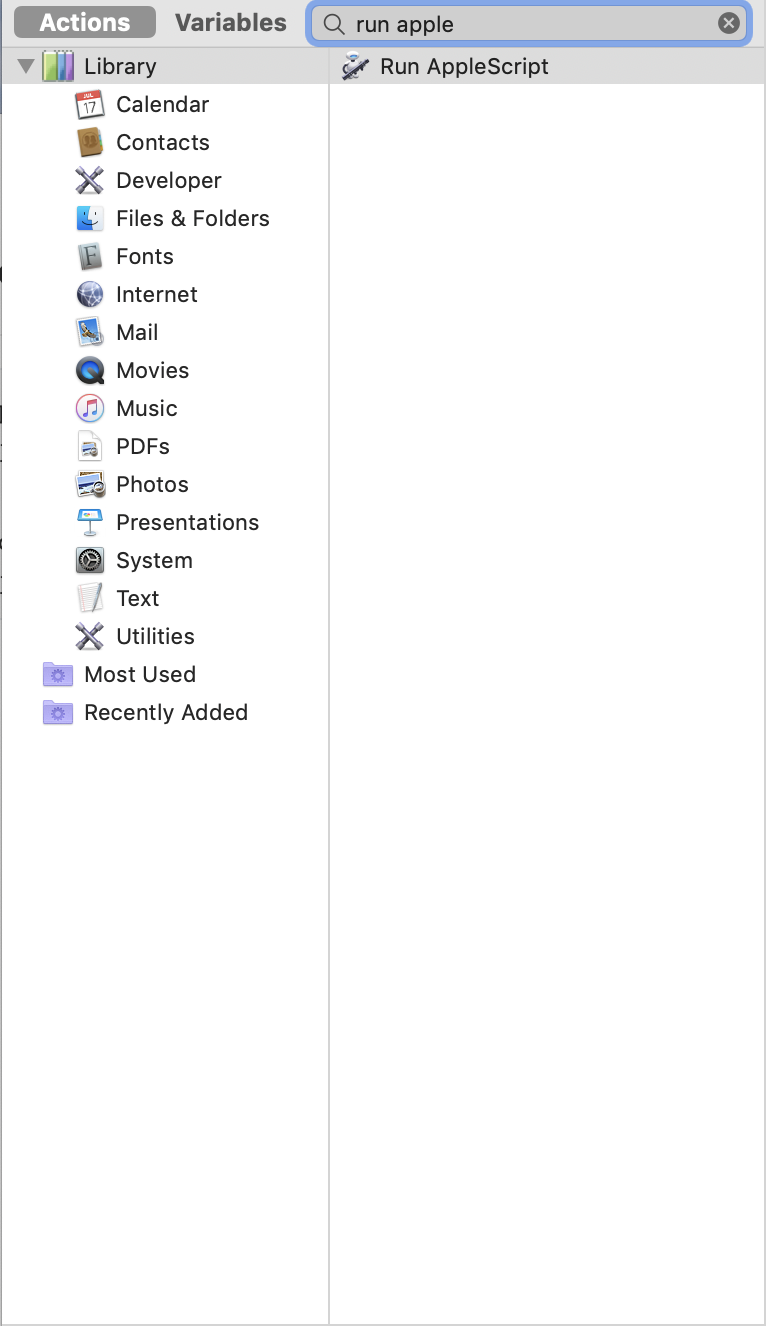 Actions Variables run apple
Library
Calendar
Contacts
Developer
Files & Folders
Fonts
Internet
Mail
Movies
Music
PDFs
Photos
Presentations
System
Text
Utilities
Most Used
Recently Added
Run AppleScript